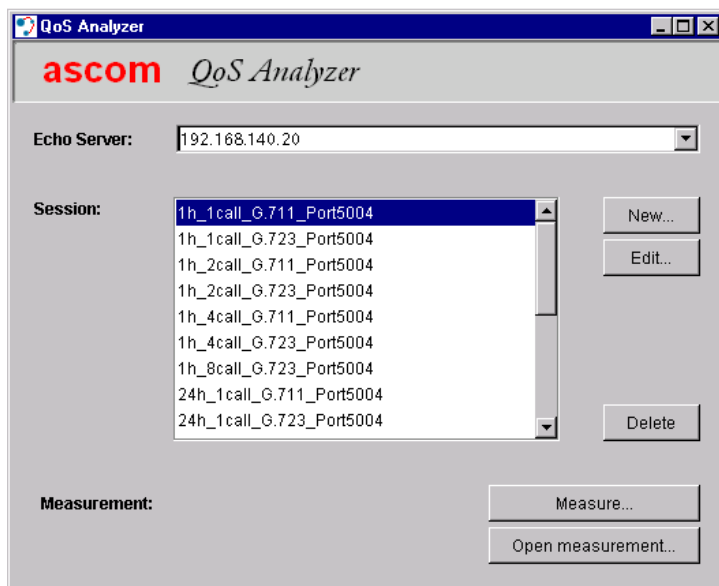 QoS Analyzer
ascom QoS Analyzer
Echo Server: 192.168.140.20
Session:
1h_1call_G.711_Port5004
1h_1call_G.723_Port5004
1h_2call_G.711_Port5004
1h_2call_G.723_Port5004
1h_4call_G.711_Port5004
1h_4call_G.723_Port5004
1h_8call_G.723_Port5004
24h_1call_G.711_Port5004
24h_1call_G.723_Port5004
New...
Edit...
Delete
Measurement:
Measure...
Open measurement...